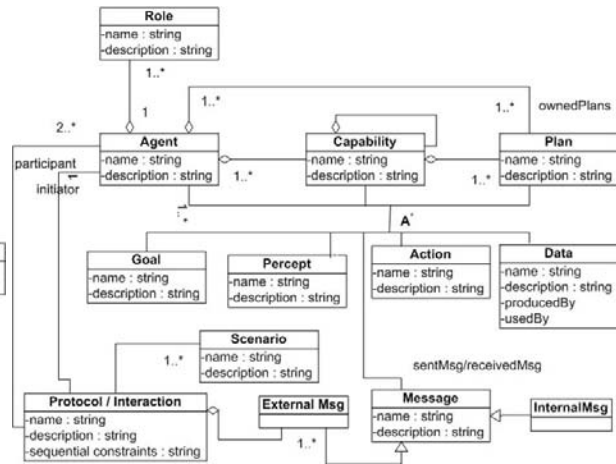 Role
-name : string
-description : string
1..*
1
1..*
1..*
ownedPlans
2..*
Agent
-name : string
-description : string
Capability
-name : string
-description : string
Plan
-name : string
-description : string
participant
initiator
1
1..*
1..*
1..*
A*
Goal
-name : string
-description : string
Percept
-name : string
-description : string
Action
-name : string
-description : string
Data
-name : string
-description : string
-producedBy
-usedBy
Scenario
-name : string
-description : string
1..*
sentMsg/receivedMsg
Protocol / Interaction
-name : string
-description : string
-sequential constraints : string
External Msg
1..*
Message
-name : string
-description : string
InternalMsg